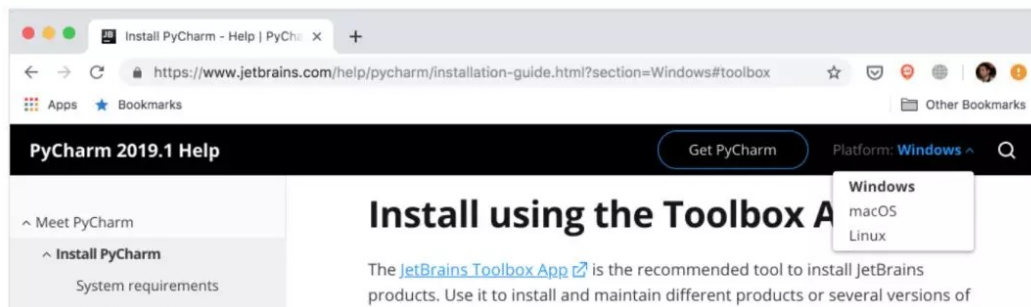 Install PyCharm - Help | PyCha
https://www.jetbrains.com/help/pycharm/installation-guide.html?section=Windows#toolbox
Apps Bookmarks Other Bookmarks
PyCharm 2019.1 Help Get PyCharm Platform: Windows
Windows
macOS
Linux
Meet PyCharm
Install PyCharm
System requirements
Install using the Toolbox A
The JetBrains Toolbox App is the recommended tool to install JetBrains
products. Use it to install and maintain different products or several versions of